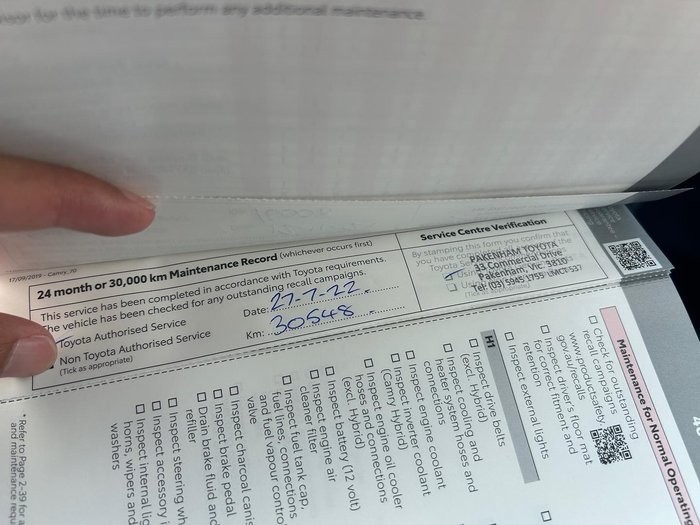 for the time to perform any additional maintenance.
17/09/2019 - Camry_70
24 month or 30,000 km Maintenance Record (whichever occurs first)
This service has been completed in accordance with Toyota requirements.
The vehicle has been checked for any outstanding recall campaigns.
Toyota Authorised Service
Non Toyota Authorised Service
(Tick as appropriate)
Date: 27-7-22.
Km: 30548.
Service Centre Verification
By stamping this form you confirm that
you have
PAKENHAM TOYOTA
33 Commercial Drive
Pakenham, Vic 3810
Tel: (03) 5945 1755 LMCT 537
Maintenance for Normal Operating
Check for outstanding
recall campaigns
www.productsafety.
gov.au/recalls
Inspect driver's floor mat
for correct fitment and
retention
Inspect external lights
H1
Inspect drive belts
(excl. Hybrid)
Inspect cooling and
heater system hoses and
connections
Inspect engine coolant
Inspect inverter coolant
(Camry Hybrid)
Inspect engine oil cooler
hoses and connections
(excl. Hybrid)
Inspect battery (12 volt)
Inspect engine air
cleaner filter
Inspect fuel tank cap,
fuel lines, connections
and fuel vapour
valve
Inspect charcoal
Inspect brake pedal
Drain brake fluid and
refiller
Inspect steering
Inspect accessory
Inspect internal
horns, wipers and
washers
* Refer to Page 2-39 for
and maintenance